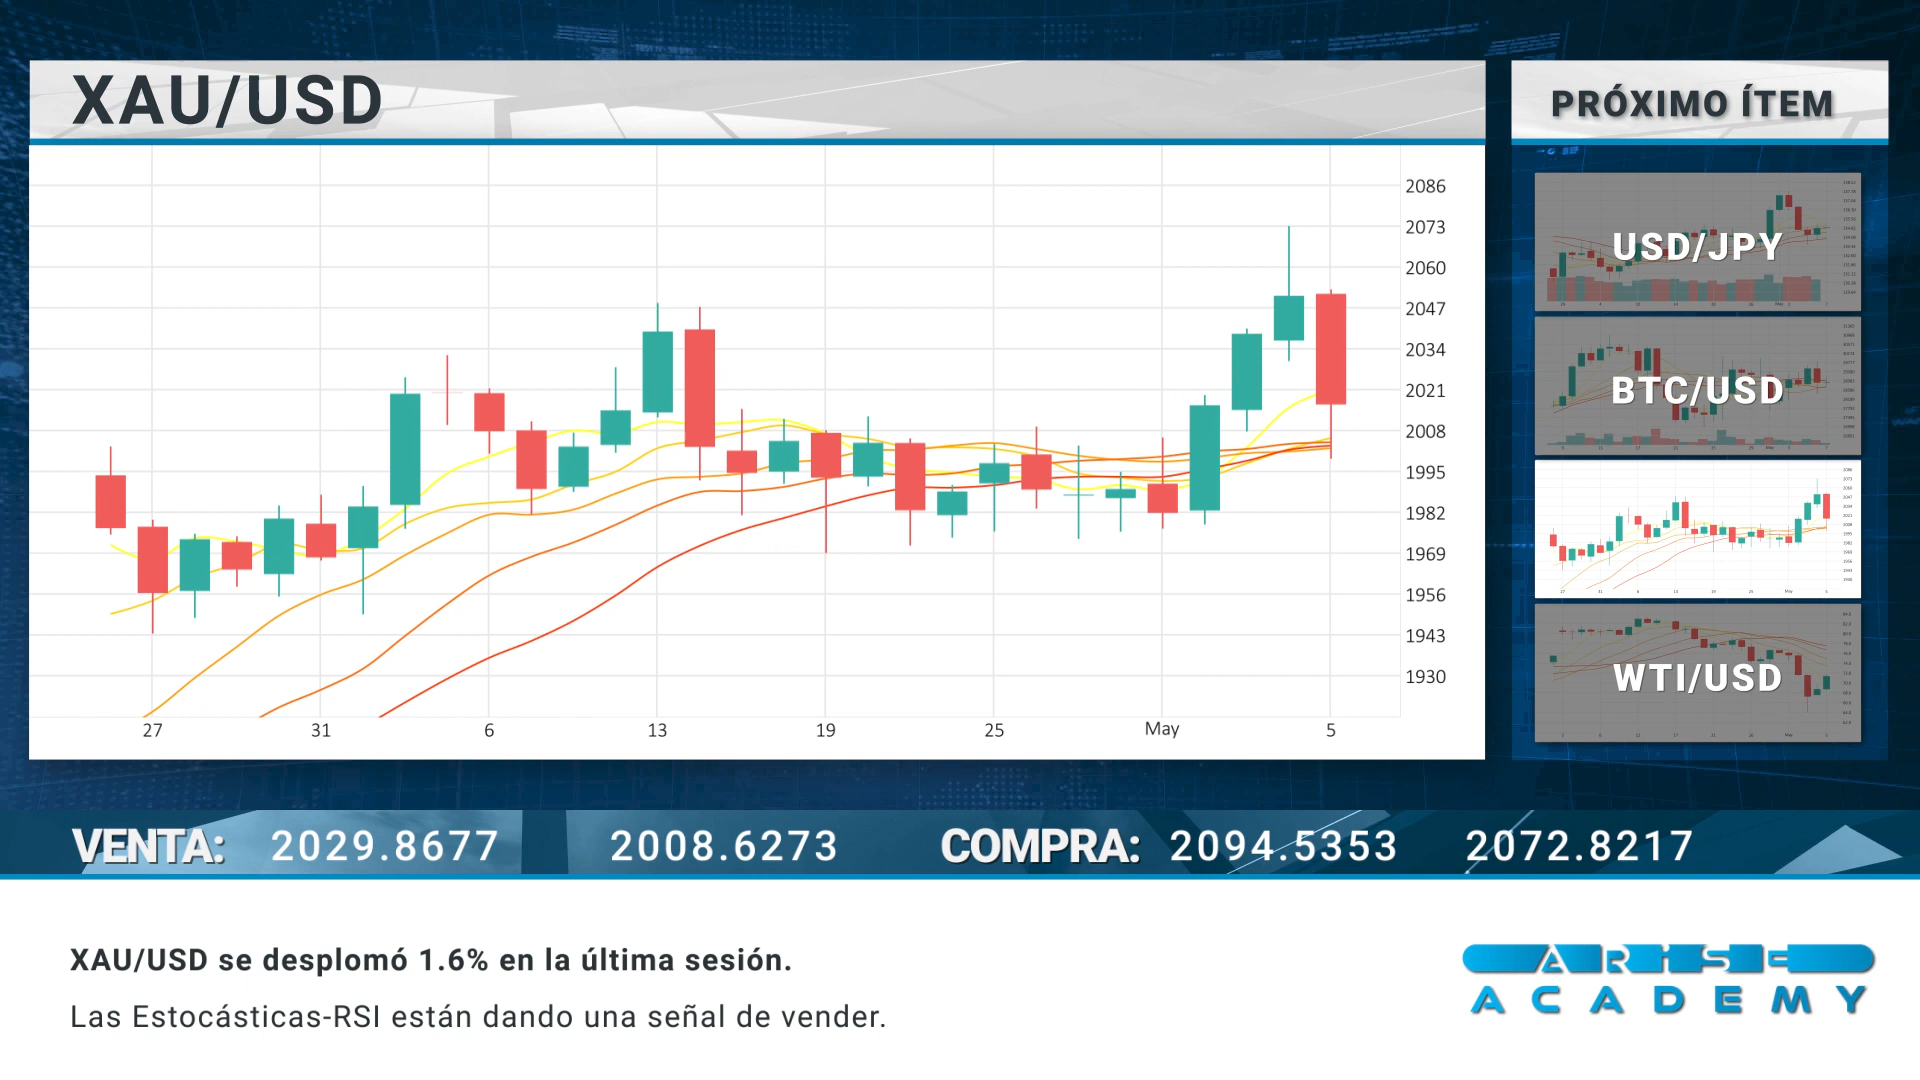 XAU/USD
PRÓXIMO ÍTEM
2086
2073
2060
2047
2034
2021
2008
1995
1982
1969
1956
1943
1930
27 31 6 13 19 25 May 5
USD/JPY
BTC/USD
WTI/USD
VENTA: 2029.8677 2008.6273 COMPRA: 2094.5353 2072.8217
XAU/USD se desplomó 1.6% en la última sesión.
Las Estocásticas-RSI están dando una señal de vender.
ARISE
ACADEMY